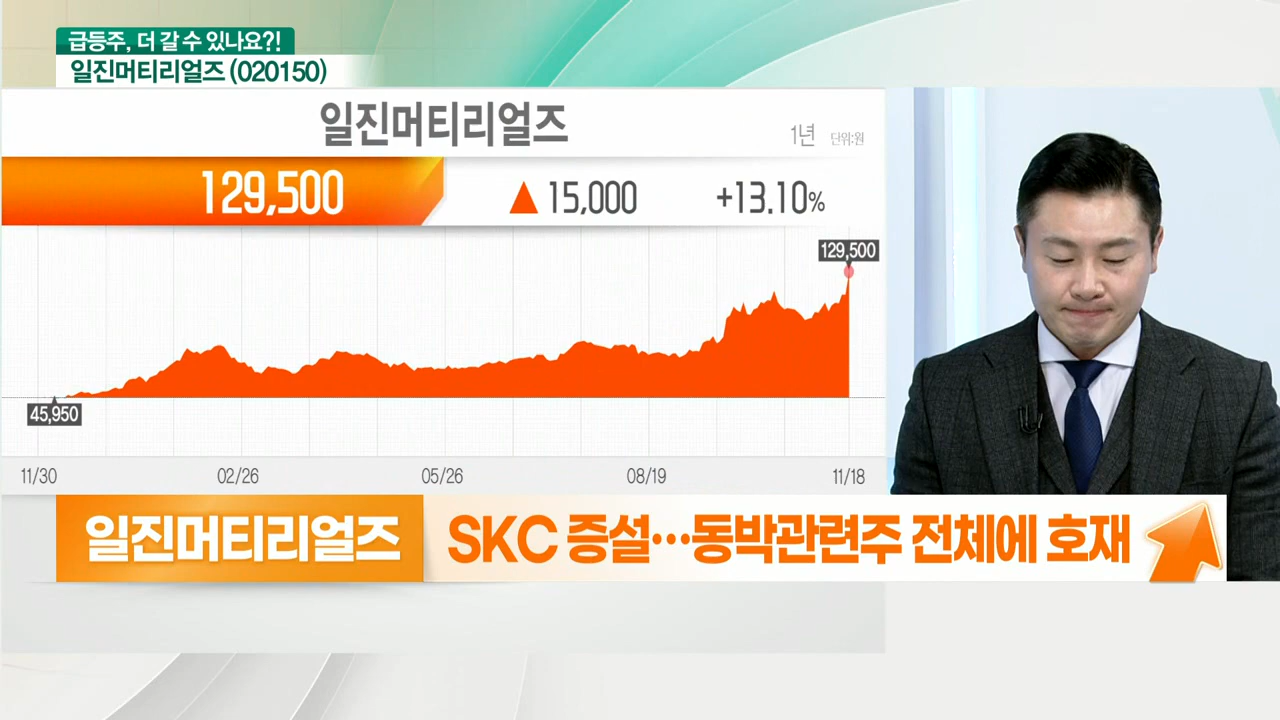 급등주, 더 갈 수 있나요?!
일진머티리얼즈 (020150)
일진머티리얼즈
1년 단위:원
129,500 ▲ 15,000 +13.10%
129,500
45,950
11/30 02/26 05/26 08/19 11/18
일진머티리얼즈 SKC 증설…동박관련주 전체에 호재